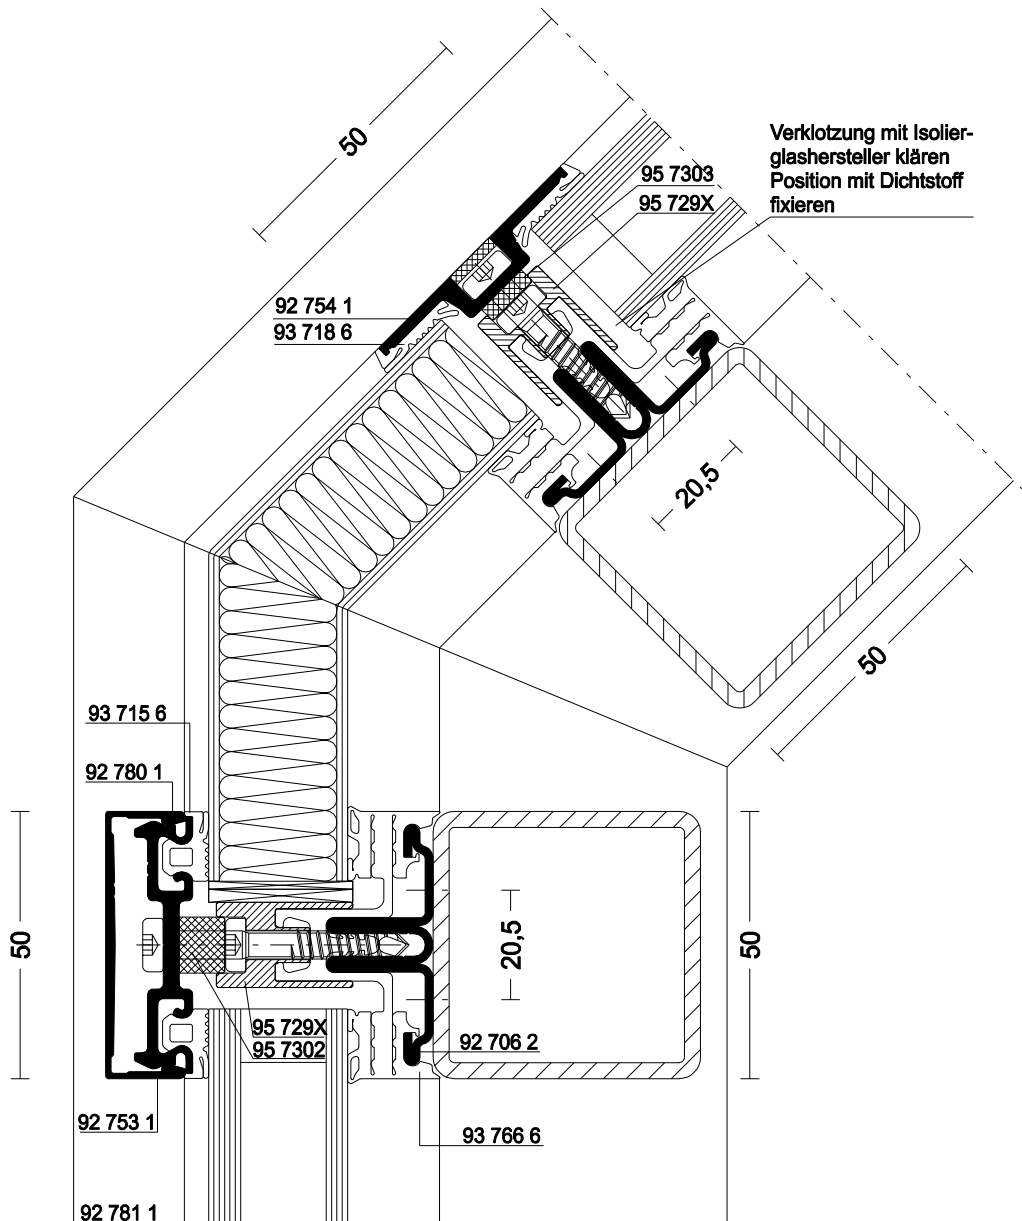 50
Verklotzung mit Isolier-
glashersteller klären
Position mit Dichtstoff
fixieren
95 7303
95 729X
92 754 1
93 718 6
20,5
50
93 715 6
92 780 1
50
20,5
50
95 729X
95 7302
92 706 2
92 753 1
93 766 6
92 781 1